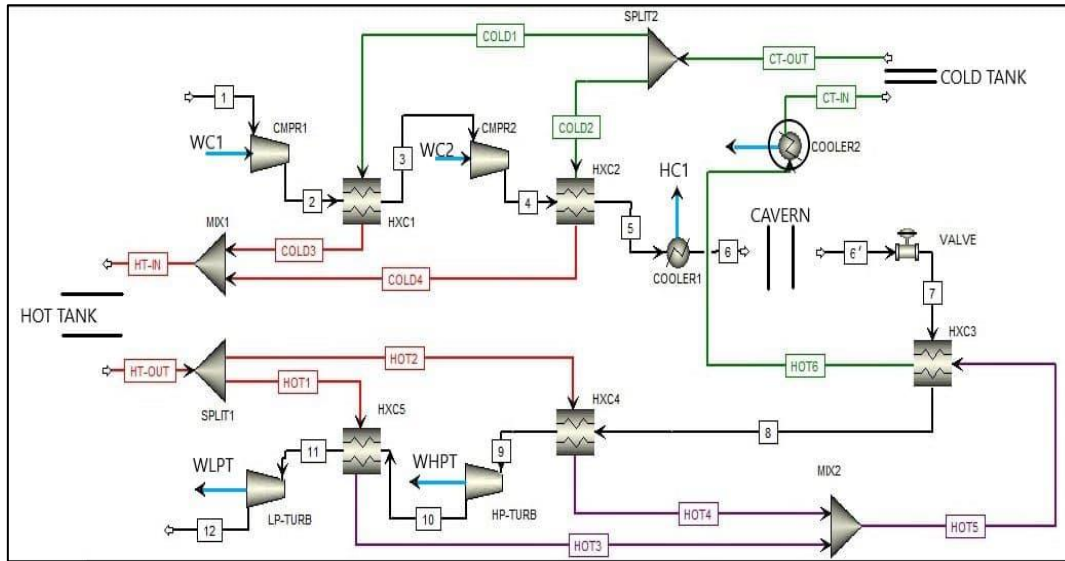 SPLIT2
COLD1
CT-OUT
COLD TANK
1
CMPR1
CMPR2
CT-IN
WC1
3
WC2
COLD2
COOLER2
HXC2
HC1
2
HXC1
4
MIX1
5
CAVERN
VALVE
COLD3
HT-IN
6
6'
COLD4
COOLER1
7
HOT TANK
HXC3
HOT2
HT-OUT
HOT6
HOT1
SPLIT1
HXC5
HXC4
8
11
9
WLPT
WHPT
MIX2
HOT4
12
LP-TURB
10
HP-TURB
HOT5
HOT3